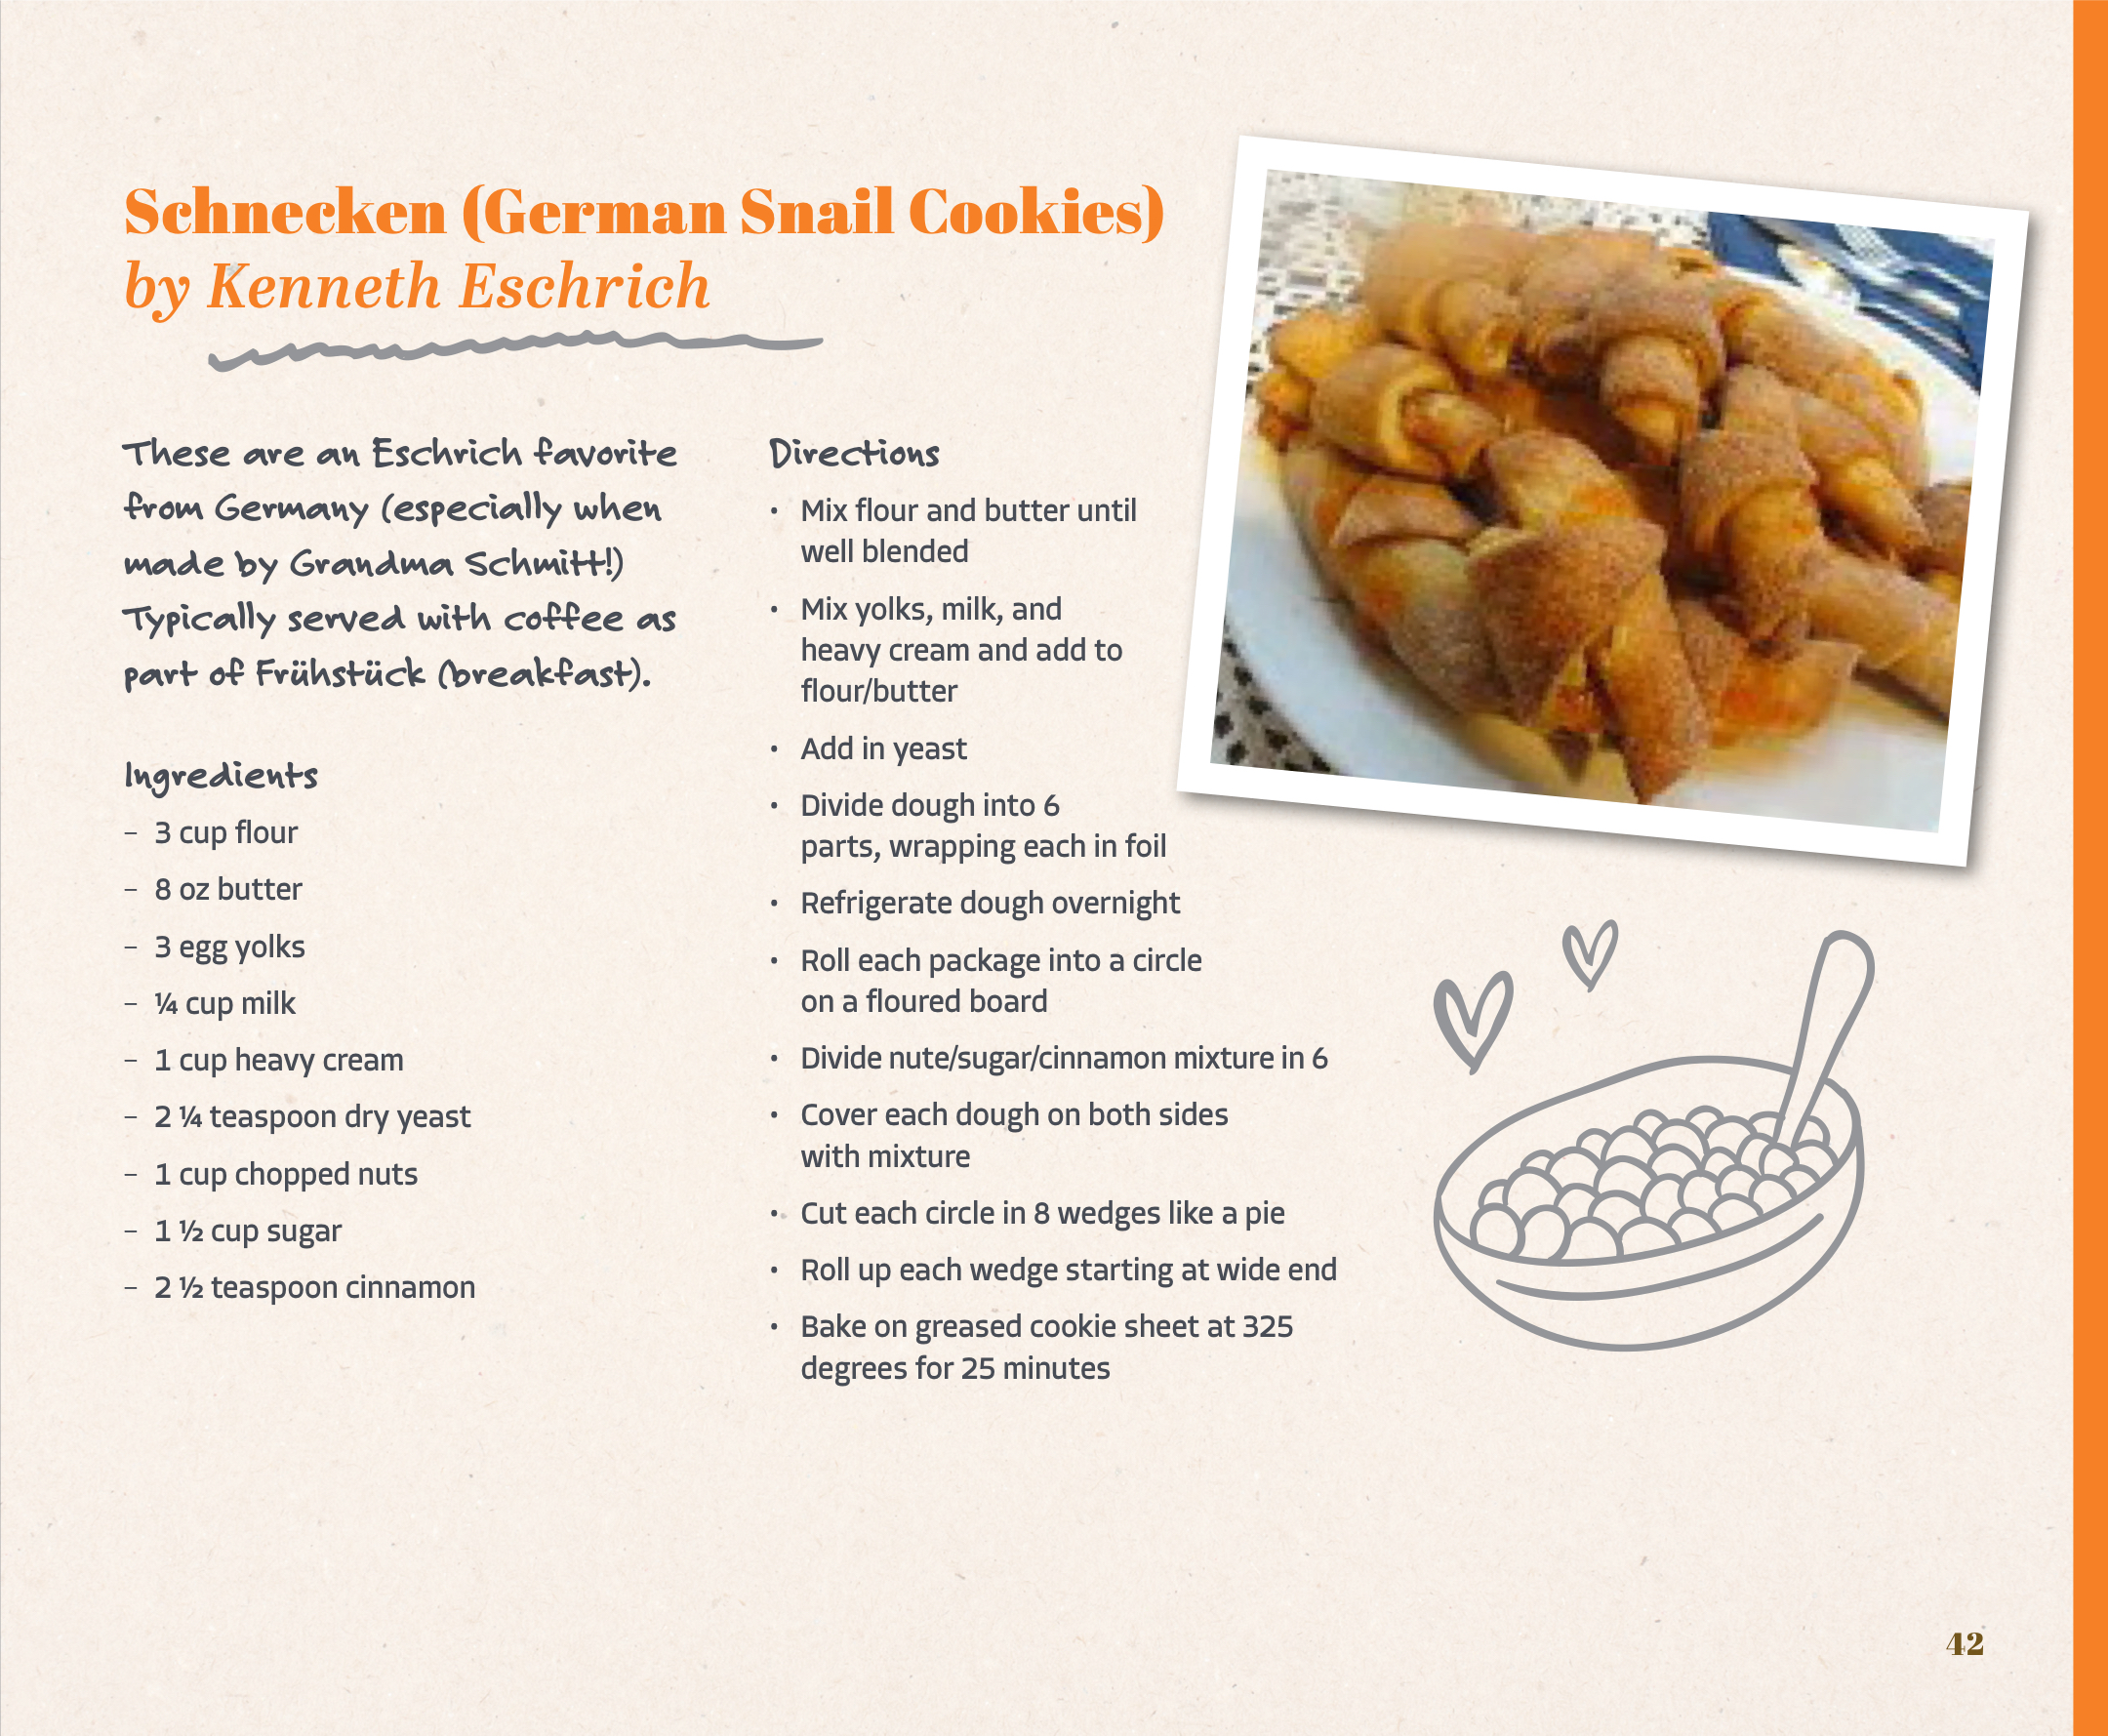 Schnecken (German Snail Cookies)
by Kenneth Eschrich
These are an Eschrich favorite
from Germany (especially when
made by Grandma Schmitt!)
Typically served with coffee as
part of Frühstück (breakfast).
Ingredients
– 3 cup flour
– 8 oz butter
– 3 egg yolks
– ¼ cup milk
– 1 cup heavy cream
– 2 ¼ teaspoon dry yeast
– 1 cup chopped nuts
– 1 ½ cup sugar
– 2 ½ teaspoon cinnamon
Directions
• Mix flour and butter until
well blended
• Mix yolks, milk, and
heavy cream and add to
flour/butter
• Add in yeast
• Divide dough into 6
parts, wrapping each in foil
• Refrigerate dough overnight
• Roll each package into a circle
on a floured board
• Divide nute/sugar/cinnamon mixture in 6
• Cover each dough on both sides
with mixture
• Cut each circle in 8 wedges like a pie
• Roll up each wedge starting at wide end
• Bake on greased cookie sheet at 325
degrees for 25 minutes
42